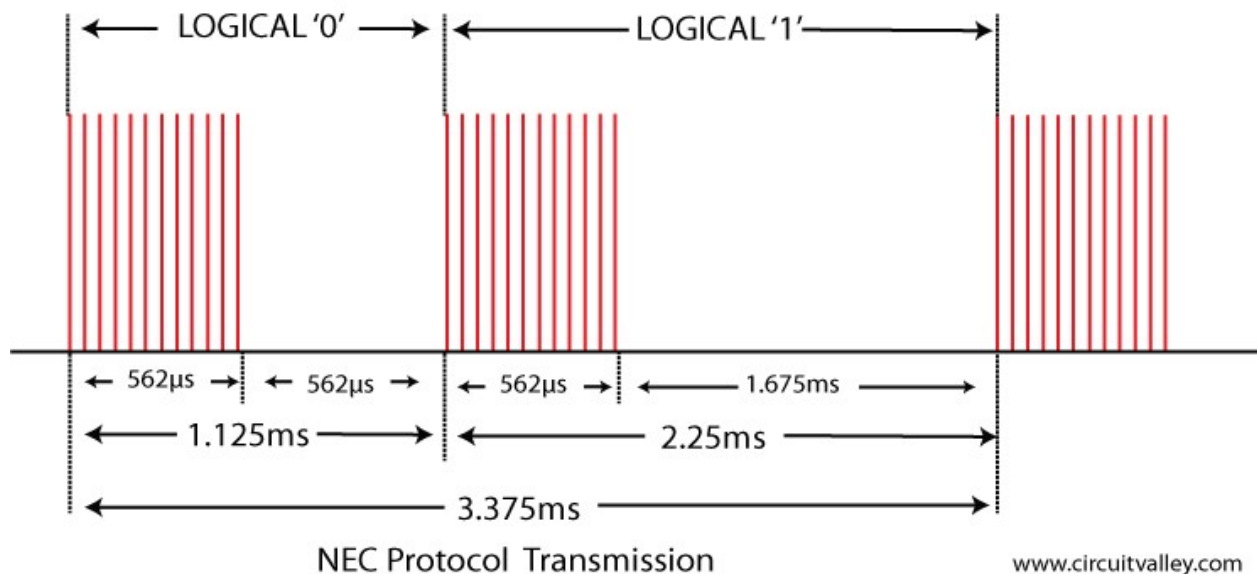 LOGICAL ‘0’
LOGICAL ‘1’
562µs
562µs
562µs
1.675ms
1.125ms
2.25ms
3.375ms
NEC Protocol Transmission
www.circuitvalley.com